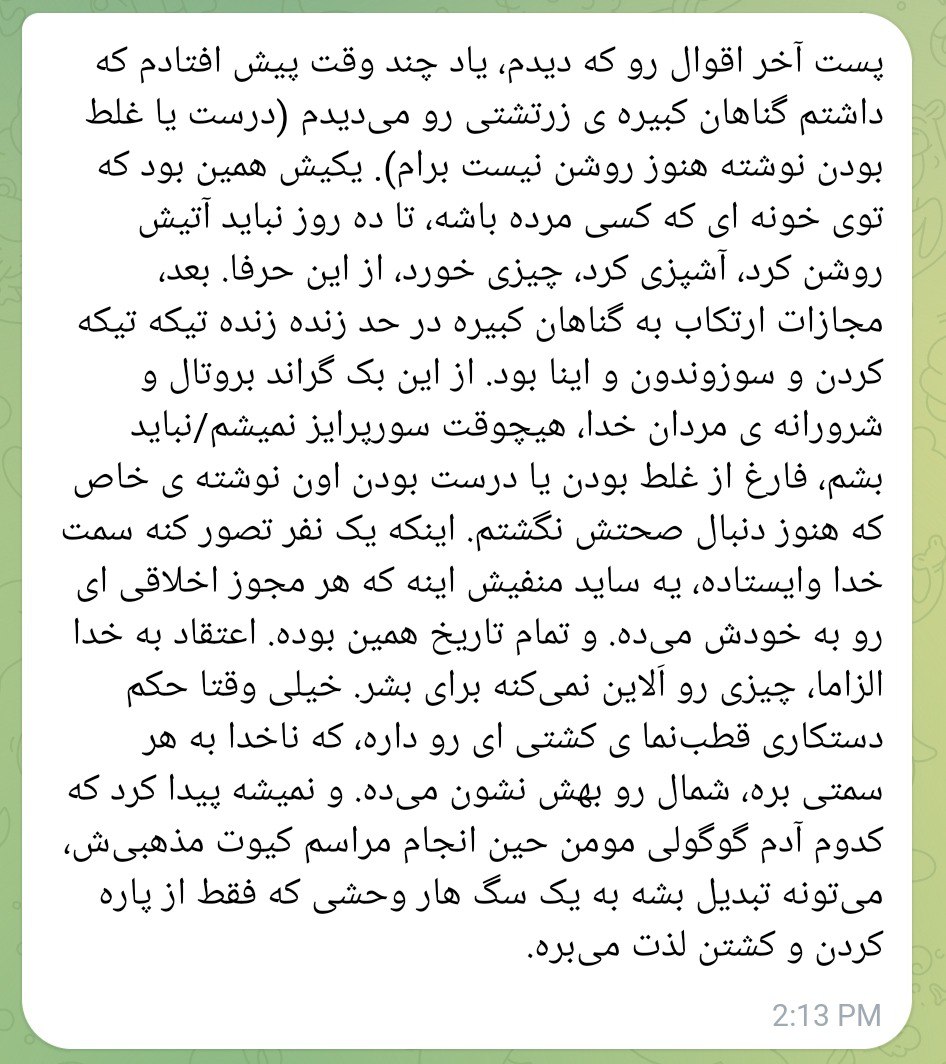 پست آخر اقوال رو که دیدم، یاد چند وقت پیش افتادم که
داشتم گناهان کبیره ی زرتشتی رو می‌دیدم (درست یا غلط
بودن نوشته هنوز روشن نیست برام). یکیش همین بود که
توی خونه ای که کسی مرده باشه، تا ده روز نباید آتیش
روشن کرد، آشپزی کرد، چیزی خورد، از این حرفا. بعد،
مجازات ارتکاب به گناهان کبیره در حد زنده زنده تیکه تیکه
کردن و سوزوندون و اینا بود. از این بک گراند بروتال و
شرورانه ی مردان خدا، هیچوقت سورپرایز نمیشم/نباید
بشم، فارغ از غلط بودن یا درست بودن اون نوشته ی خاص
که هنوز دنبال صحتش نگشتم. اینکه یک نفر تصور کنه سمت
خدا وایستاده، یه ساید منفیش اینه که هر مجوز اخلاقی ای
رو به خودش می‌ده. و تمام تاریخ همین بوده. اعتقاد به خدا
الزاما، چیزی رو اَلاین نمی‌کنه برای بشر. خیلی وقتا حکم
دستکاری قطب‌نما ی کشتی ای رو داره، که ناخدا به هر
سمتی بره، شمال رو بهش نشون می‌ده. و نمیشه پیدا کرد که
کدوم آدم گوگولی مومن حین انجام مراسم کیوت مذهبی‌ش،
می‌تونه تبدیل بشه به یک سگ هار وحشی که فقط از پاره
کردن و کشتن لذت می‌بره.
2:13 PM